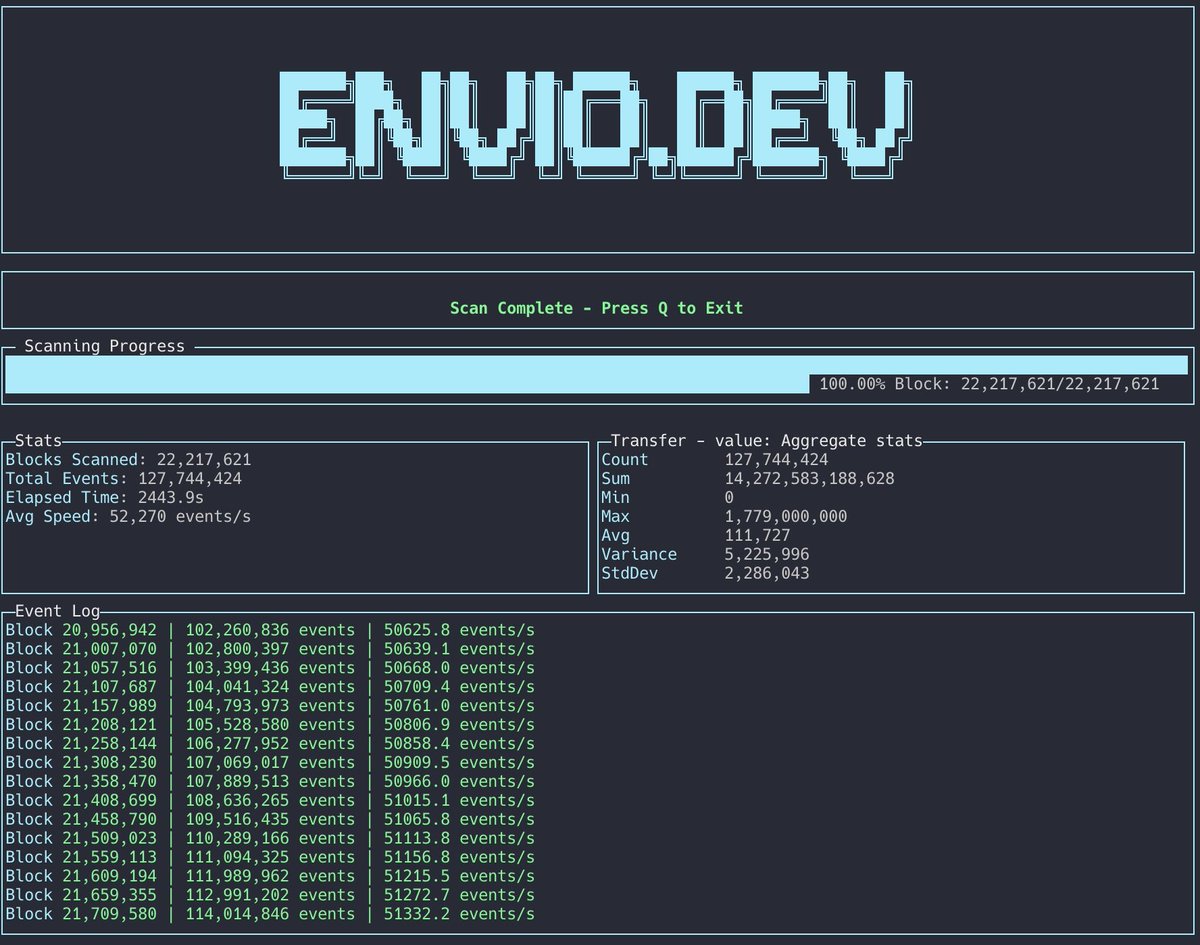 ENVIO.DEV
Scan Complete - Press Q to Exit
Scanning Progress
100.00% Block: 22,217,621/22,217,621
Stats
Blocks Scanned: 22,217,621
Total Events: 127,744,424
Elapsed Time: 2443.9s
Avg Speed: 52,270 events/s
Transfer - value: Aggregate stats
Count 127,744,424
Sum 14,272,583,188,628
Min 0
Max 1,779,000,000
Avg 111,727
Variance 5,225,996
StdDev 2,286,043
Event Log
Block 20,956,942 | 102,260,836 events | 50625.8 events/s
Block 21,007,070 | 102,800,397 events | 50639.1 events/s
Block 21,057,516 | 103,399,436 events | 50668.0 events/s
Block 21,107,687 | 104,041,324 events | 50709.4 events/s
Block 21,157,989 | 104,793,973 events | 50761.0 events/s
Block 21,208,121 | 105,528,580 events | 50806.9 events/s
Block 21,258,144 | 106,277,952 events | 50858.4 events/s
Block 21,308,230 | 107,069,017 events | 50909.5 events/s
Block 21,358,470 | 107,889,513 events | 50966.0 events/s
Block 21,408,699 | 108,636,265 events | 51015.1 events/s
Block 21,458,790 | 109,516,435 events | 51065.8 events/s
Block 21,509,023 | 110,289,166 events | 51113.8 events/s
Block 21,559,113 | 111,094,325 events | 51156.8 events/s
Block 21,609,194 | 111,989,962 events | 51215.5 events/s
Block 21,659,355 | 112,991,202 events | 51272.7 events/s
Block 21,709,580 | 114,014,846 events | 51332.2 events/s